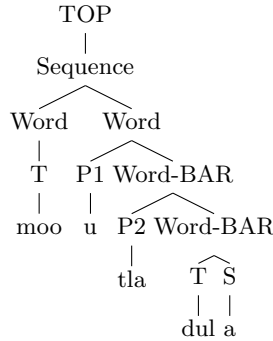 TOP
Sequence
Word Word
T P1 Word-BAR
moo u P2 Word-BAR
tla T S
dul a